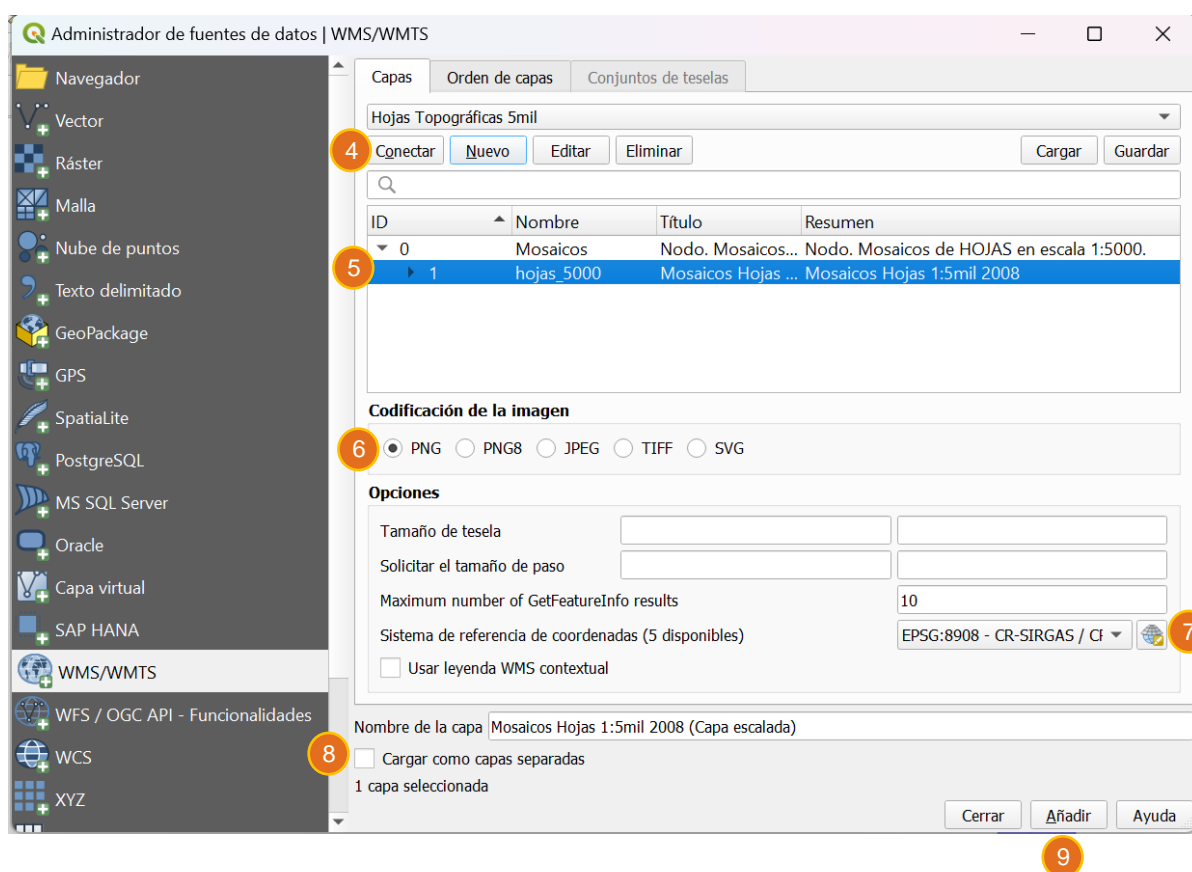 Administrador de fuentes de datos | WMS/WMTS
Navegador
Vector
Ráster
Malla
Nube de puntos
Texto delimitado
GeoPackage
GPS
SpatiaLite
PostgreSQL
MS SQL Server
Oracle
Capa virtual
SAP HANA
WMS/WMTS
WFS / OGC API - Funcionalidades
WCS
XYZ
Capas Orden de capas Conjuntos de teselas
Hojas Topográficas 5mil
4 Conectar Nuevo Editar Eliminar Cargar Guardar
ID Nombre Título Resumen
0 Mosaicos Nodo. Mosaicos... Nodo. Mosaicos de HOJAS en escala 1:5000.
5 1 hojas_5000 Mosaicos Hojas ... Mosaicos Hojas 1:5mil 2008
Codificación de la imagen
6 PNG PNG8 JPEG TIFF SVG
Opciones
Tamaño de tesela
Solicitar el tamaño de paso
Maximum number of GetFeatureInfo results 10
Sistema de referencia de coordenadas (5 disponibles) EPSG:8908 - CR-SIRGAS / 7
Usar leyenda WMS contextual
Nombre de la capa Mosaicos Hojas 1:5mil 2008 (Capa escalada)
8 Cargar como capas separadas
1 capa seleccionada
Cerrar Añadir Ayuda
9